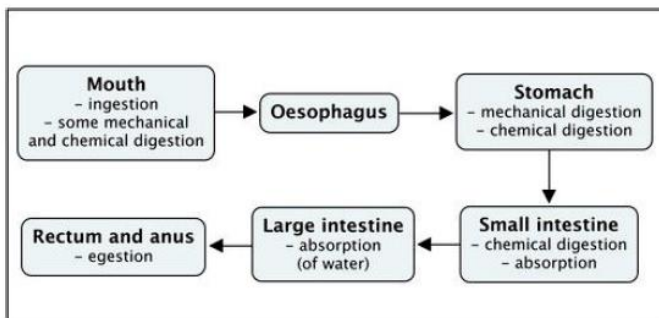 Mouth
– ingestion
– some mechanical
and chemical digestion
Oesophagus
Stomach
– mechanical digestion
– chemical digestion
Small intestine
– chemical digestion
– absorption
Large intestine
– absorption
(of water)
Rectum and anus
– egestion